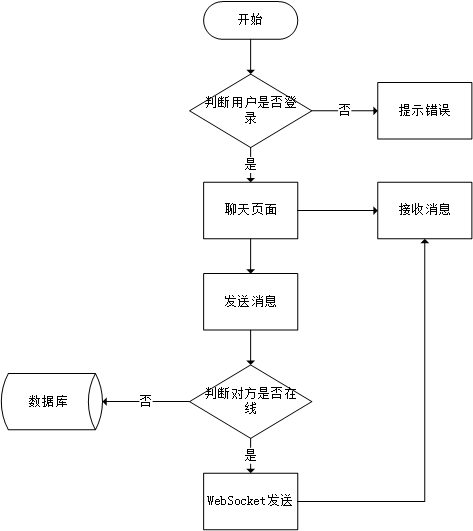 开始
判断用户是否登
录
否
提示错误
是
聊天页面
接收消息
发送消息
判断对方是否在
线
否
数据库
是
WebSocket发送